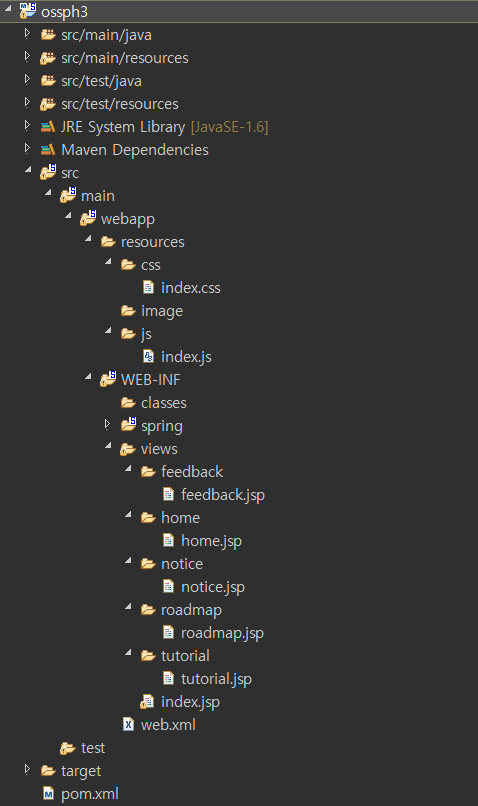 ossph3
src/main/java
src/main/resources
src/test/java
src/test/resources
JRE System Library [JavaSE-1.6]
Maven Dependencies
src
main
webapp
resources
css
index.css
image
js
index.js
WEB-INF
classes
spring
views
feedback
feedback.jsp
home
home.jsp
notice
notice.jsp
roadmap
roadmap.jsp
tutorial
tutorial.jsp
index.jsp
web.xml
test
target
pom.xml